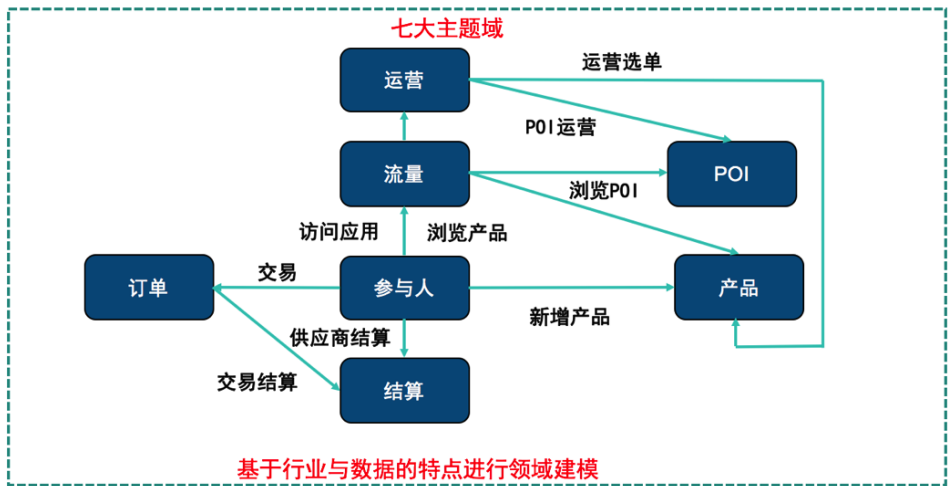 七大主题域
运营
运营选单
POI运营
流量
POI
浏览POI
访问应用
浏览产品
订单
交易
参与人
产品
新增产品
供应商结算
交易结算
结算
基于行业与数据的特点进行领域建模